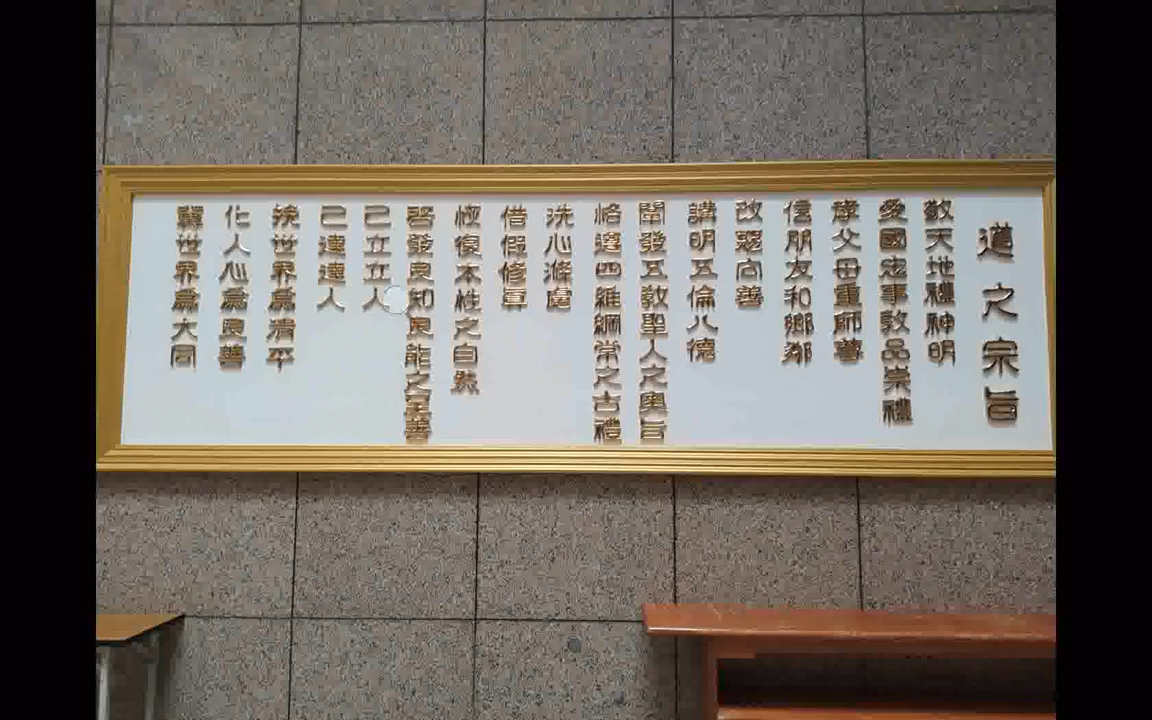 道之宗旨
敬天地禮神明
愛國忠事敦品崇禮
孝父母重師尊
信朋友和鄉鄰
改惡向善
講明五倫八德
闡發五教聖人之奧旨
恪遵四維綱常之古禮
洗心滌慮
借假修眞
恢復本性之自然
啓發良知良能之至善
己立立人
己達達人
挽世界爲清平
化人心爲良善
冀世界爲大同